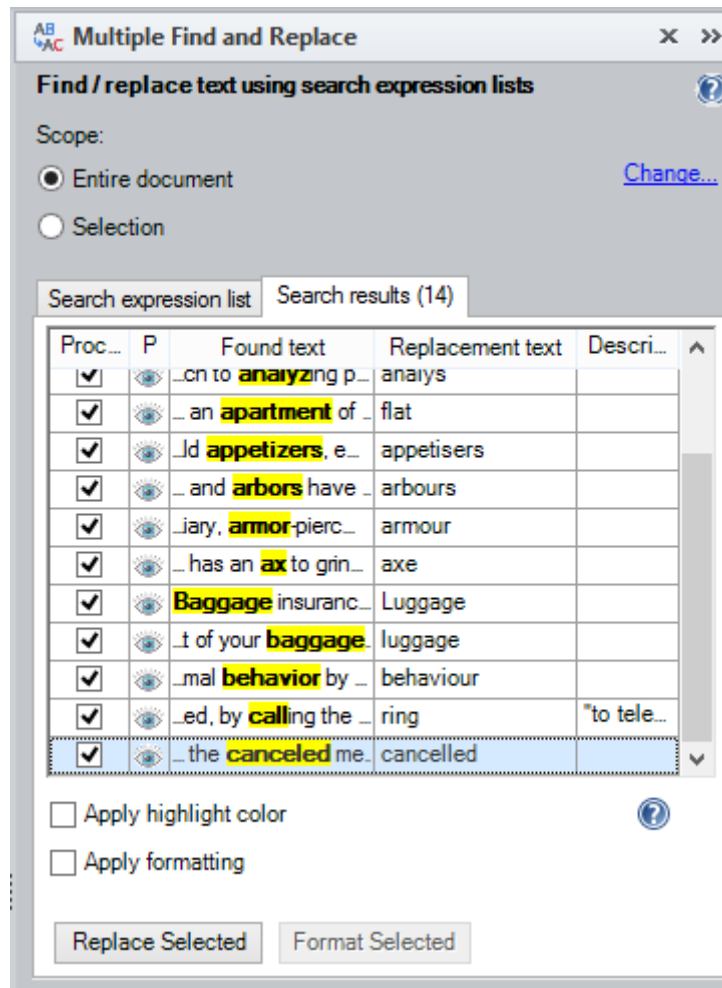 Multiple Find and Replace
Find / replace text using search expression lists
Scope:
Entire document Change...
Selection
Search expression list Search results (14)
Proc... P Found text Replacement text Descri...
...ch to analyzing p... analys
... an apartment of ... flat
...ld appetizers, e... appetisers
... and arbors have ... arbours
...iary, armor-pierc... armour
... has an ax to grin... axe
Baggage insuranc... Luggage
...t of your baggage... luggage
...mal behavior by ... behaviour
...ed, by calling the ... ring "to tele...
... the canceled me... cancelled
Apply highlight color
Apply formatting
Replace Selected Format Selected